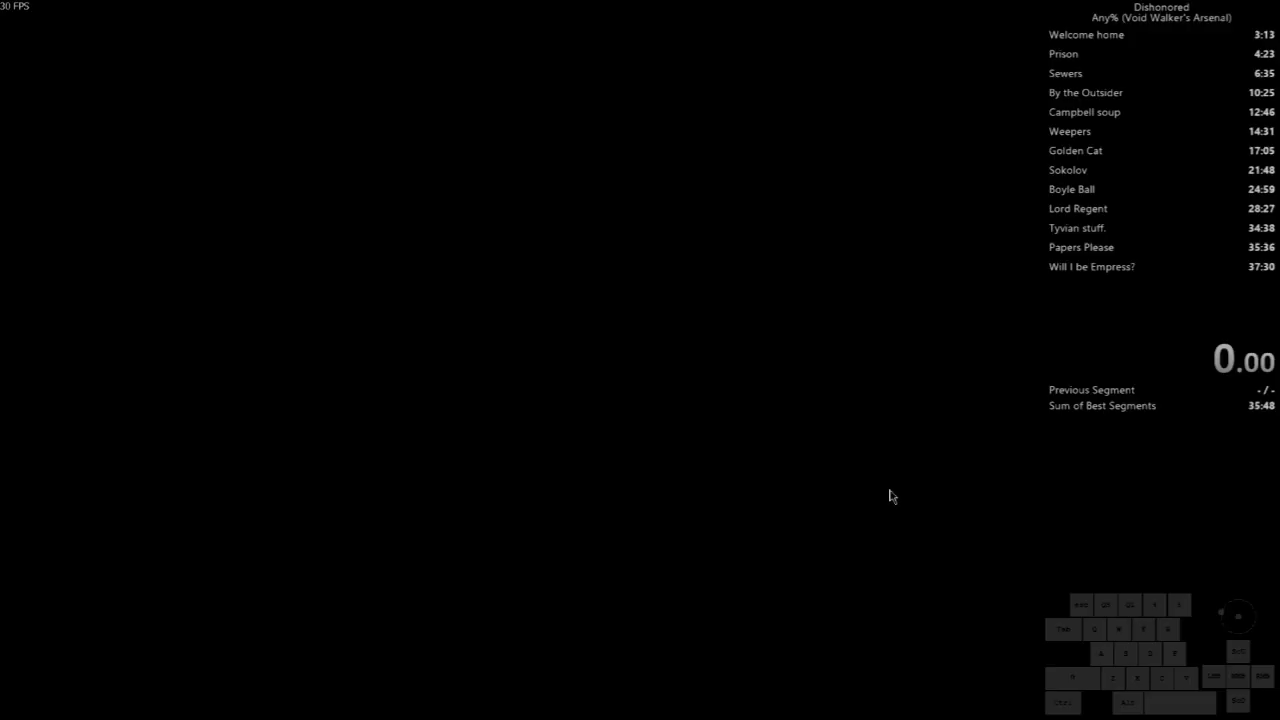 30 FPS
Dishonored
Any% (Void Walker's Arsenal)
Welcome home 3:13
Prison 4:23
Sewers 6:35
By the Outsider 10:25
Campbell soup 12:46
Weepers 14:31
Golden Cat 17:05
Sokolov 21:48
Boyle Ball 24:59
Lord Regent 28:27
Tyvian stuff. 34:38
Papers Please 35:36
Will I be Empress? 37:30
0.00
Previous Segment - / -
Sum of Best Segments 35:48
Tab
Ctrl Alt